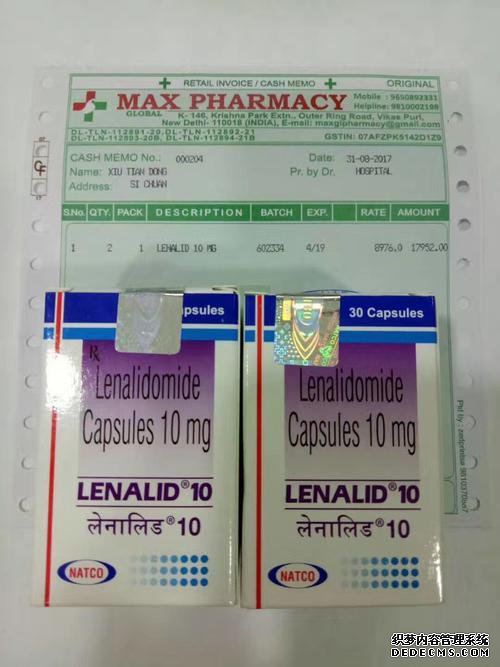 RETAIL INVOICE / CASH MEMO
ORIGINAL
MAX PHARMACY
GLOBAL
Mobile : 9650892331
Helpline: 9810002198
K- 146, Krishna Park Extn., Outer Ring Road, Vikas Puri,
New Delhi- 110018 (INDIA), E-mail: maxglpharmacy@gmail.com
DL-TLN-112891-20, DL-TLN-112892-21
DL-TLN-112893-20B, DL-TLN-112894-21B
GSTIN: 07AFZPK5142D1Z9
CASH MEMO No.: 000204
Date: 31-08-2017
Name: XIU TIAN DONG
Pr. by Dr. HOSPITAL
Address: SI CHUAN
S.No. QTY. PACK DESCRIPTION BATCH EXP. RATE AMOUNT
1 2 1 LENALID 10 MG 602334 4/19 8976.0 17952.00
psules
Rx
Lenalidomide
Capsules 10 mg
LENALID® 10
लेनालिड® 10
NATCO
30 Capsules
Lenalidomide
Capsules 10 mg
LENALID® 10
लेनालिड® 10
NATCO
织梦内容管理系统
DEDECMS.COM